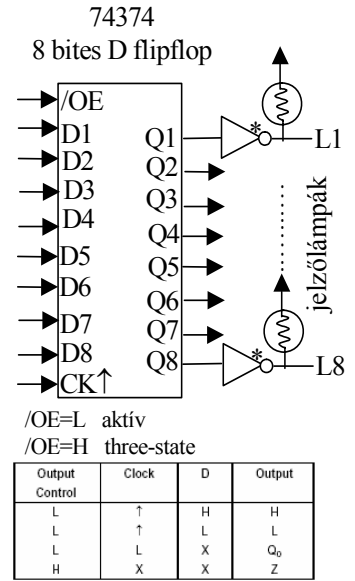 74374
8 bites D flipflop
/OE
D1
D2
D3
D4
D5
D6
D7
D8
CK↑
Q1
Q2
Q3
Q4
Q5
Q6
Q7
Q8
*
L1
jelzőlámpák
*
L8
/OE=L aktív
/OE=H three-state
Output Control Clock D Output
L ↑ H H
L ↑ L L
L L X Q₀
H X X Z